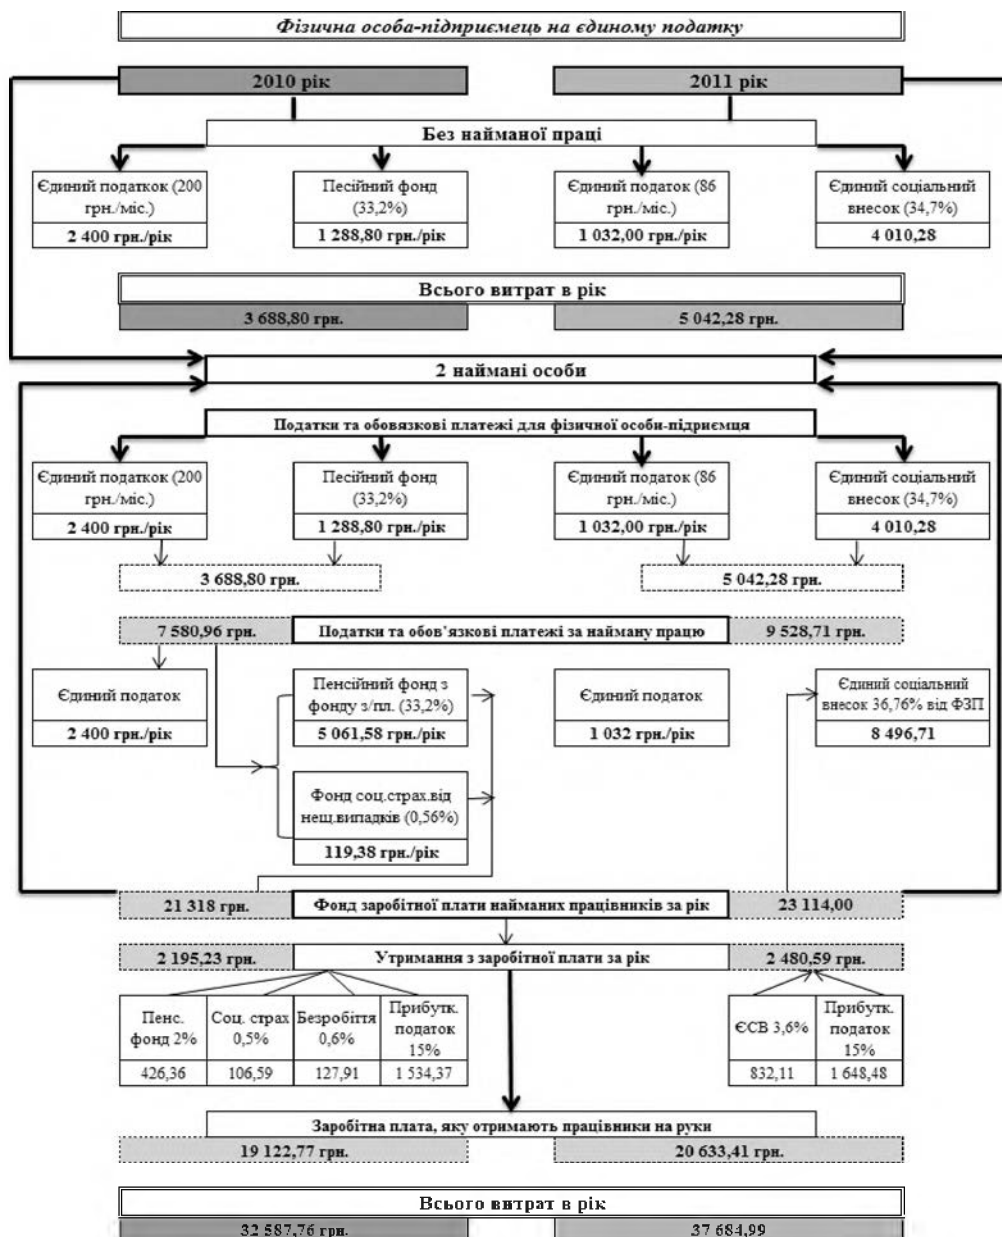 Фізична особа-підприємець на єдиному податку
2010 рік
2011 рік
Без найманої праці
Єдиний податкок (200
грн./міс.)
2 400 грн./рік
Песійний фонд
(33,2%)
1 288,80 грн./рік
Єдиний податок (86
грн./міс.)
1 032,00 грн./рік
Єдиний соціальний
внесок (34,7%)
4 010,28
Всього витрат в рік
3 688,80 грн.
5 042,28 грн.
2 наймані особи
Податки та обовязкові платежі для фізичної особи-підриємця
Єдиний податкок (200
грн./міс.)
2 400 грн./рік
Песійний фонд
(33,2%)
1 288,80 грн./рік
Єдиний податок (86
грн./міс.)
1 032,00 грн./рік
Єдиний соціальний
внесок (34,7%)
4 010,28
3 688,80 грн.
5 042,28 грн.
7 580,96 грн.
Податки та обов'язкові платежі за найману працю
9 528,71 грн.
Єдиний податок
2 400 грн./рік
Пенсійний фонд з
фонду з/пл. (33,2%)
5 061,58 грн./рік
Єдиний податок
1 032 грн./рік
Єдиний соціальний
внесок 36,76% від ФЗП
8 496,71
Фонд соц.страх.від
нещ.випадків (0,56%)
119,38 грн./рік
21 318 грн.
Фонд заробітної плати найманих працівників за рік
23 114,00
2 195,23 грн.
Утримання з заробітної плати за рік
2 480,59 грн.
Пенс.
фонд 2%
426,36
Соц. страх
0,5%
106,59
Безробіття
0,6%
127,91
Прибутк.
податок
15%
1 534,37
ЄСВ 3,6%
832,11
Прибутк.
податок
15%
1 648,48
Заробітна плата, яку отримають працівники на руки
19 122,77 грн.
20 633,41 грн.
Всього витрат в рік
32 587,76 грн.
37 684,99